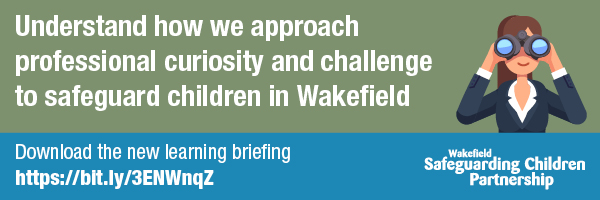 Understand how we approach
professional curiosity and challenge
to safeguard children in Wakefield
Download the new learning briefing
https://bit.ly/3ENWnqZ
Wakefield
Safeguarding Children
Partnership